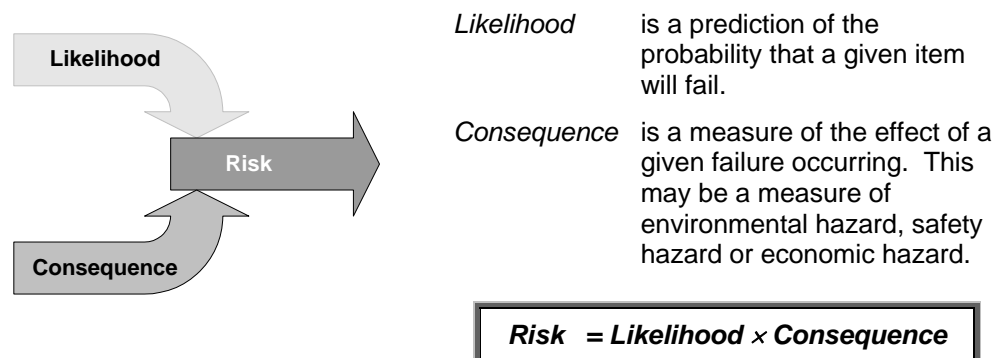 Likelihood
Risk
Consequence
Likelihood is a prediction of the
probability that a given item
will fail.
Consequence is a measure of the effect of a
given failure occurring. This
may be a measure of
environmental hazard, safety
hazard or economic hazard.
Risk = Likelihood × Consequence